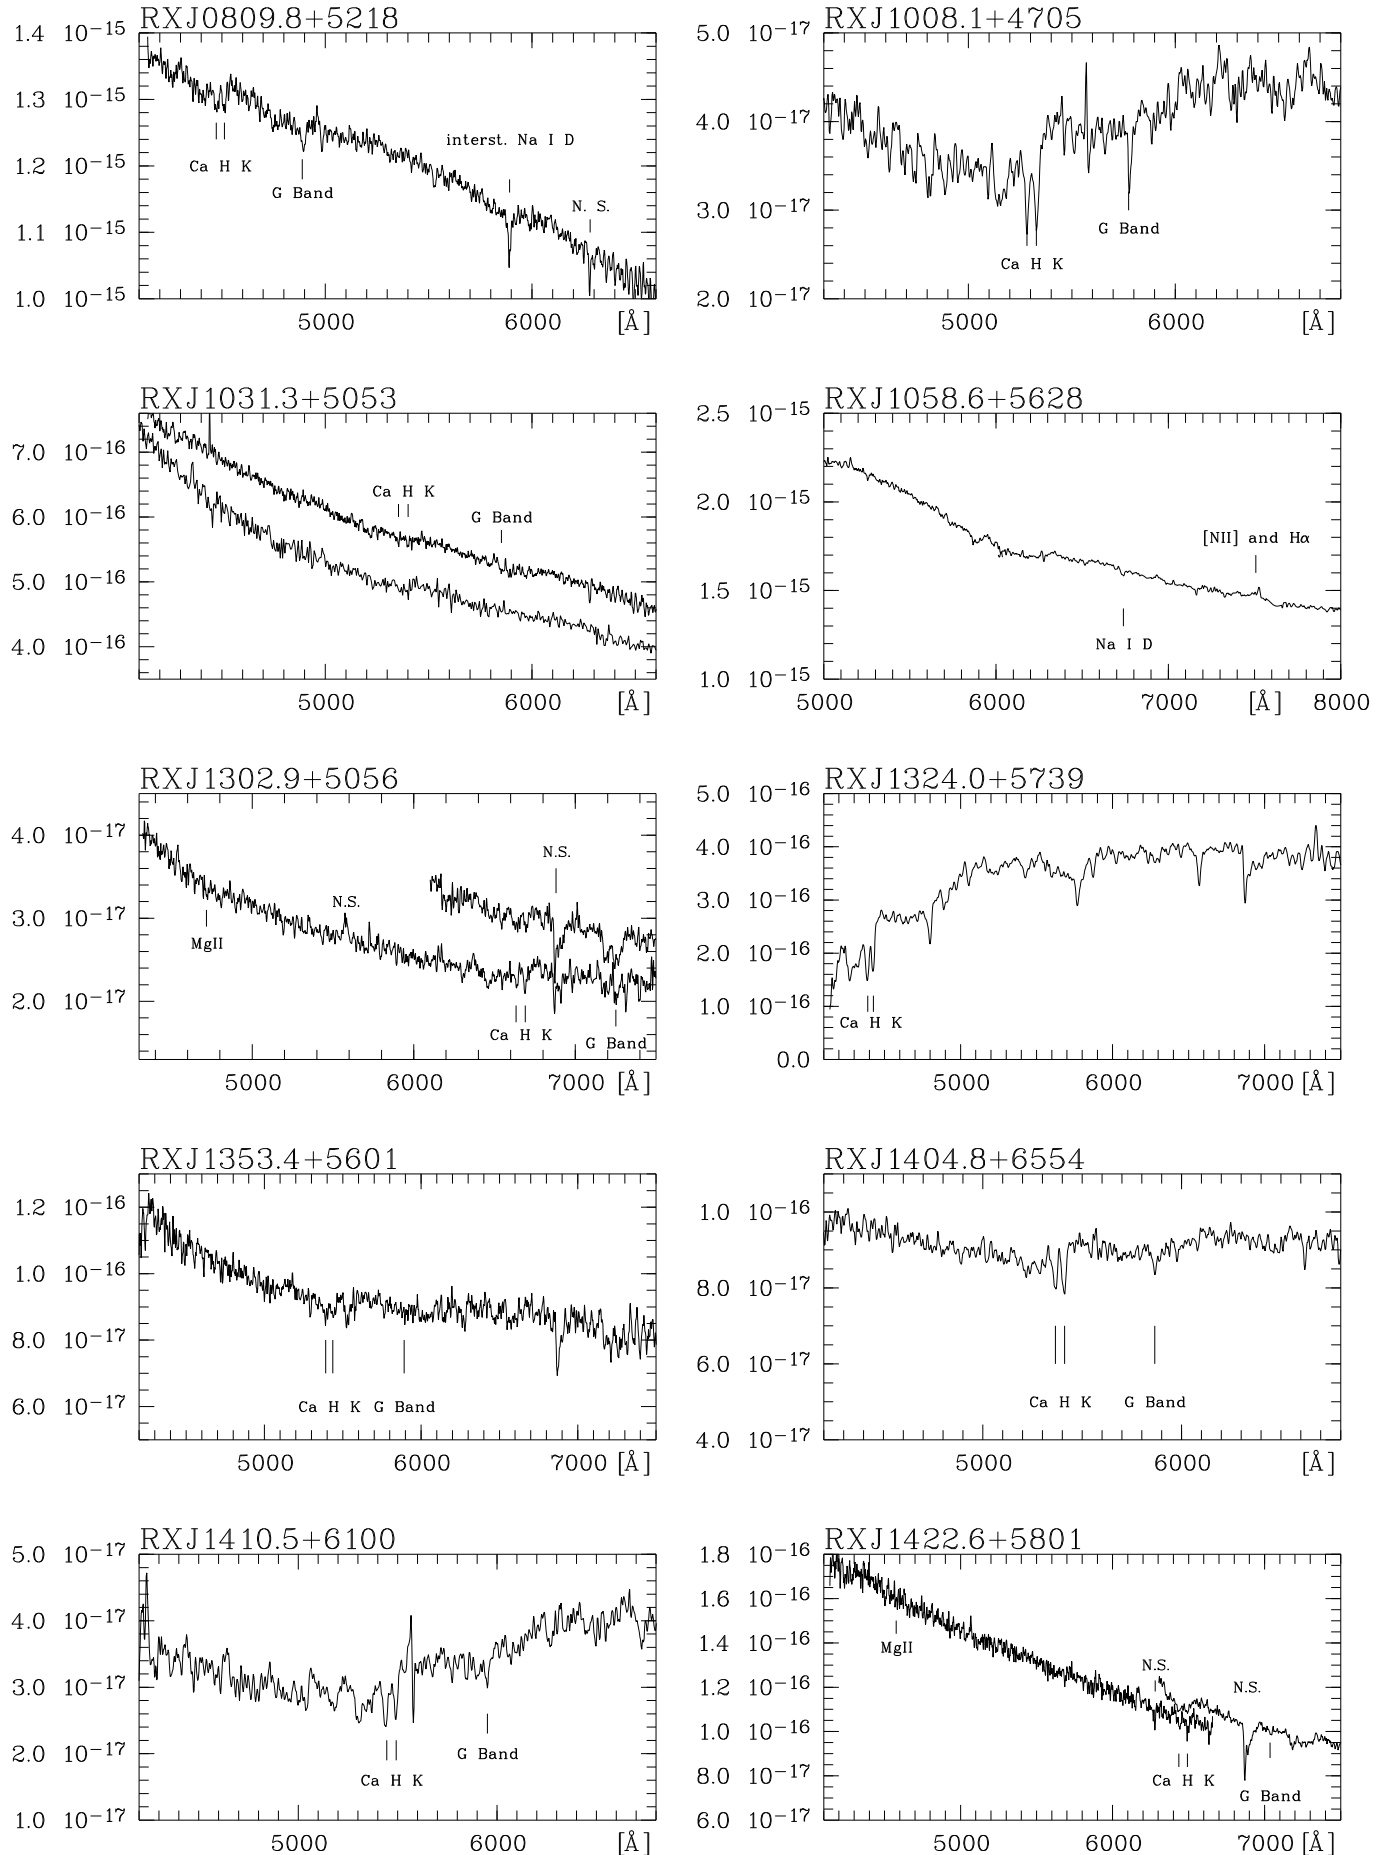 RXJ0809.8+5218
1.4 10−15
1.3 10−15
1.2 10−15
1.1 10−15
1.0 10−15
Ca H K
G Band
interst. Na I D
N. S.
5000 6000 [Å]
RXJ1008.1+4705
5.0 10−17
4.0 10−17
3.0 10−17
2.0 10−17
G Band
Ca H K
5000 6000 [Å]
RXJ1031.3+5053
7.0 10−16
6.0 10−16
5.0 10−16
4.0 10−16
Ca H K
G Band
5000 6000 [Å]
RXJ1058.6+5628
2.5 10−15
2.0 10−15
1.5 10−15
1.0 10−15
[NII] and Hα
Na I D
5000 6000 7000 [Å] 8000
RXJ1302.9+5056
4.0 10−17
3.0 10−17
2.0 10−17
N.S.
N.S.
MgII
Ca H K
G Band
5000 6000 7000 [Å]
RXJ1324.0+5739
5.0 10−16
4.0 10−16
3.0 10−16
2.0 10−16
1.0 10−16
0.0
Ca H K
5000 6000 7000 [Å]
RXJ1353.4+5601
1.2 10−16
1.0 10−16
8.0 10−17
6.0 10−17
Ca H K G Band
5000 6000 7000 [Å]
RXJ1404.8+6554
1.0 10−16
8.0 10−17
6.0 10−17
4.0 10−17
Ca H K G Band
5000 6000 [Å]
RXJ1410.5+6100
5.0 10−17
4.0 10−17
3.0 10−17
2.0 10−17
1.0 10−17
G Band
Ca H K
5000 6000 [Å]
RXJ1422.6+5801
1.8 10−16
1.6 10−16
1.4 10−16
1.2 10−16
1.0 10−16
8.0 10−17
6.0 10−17
MgII
N.S.
N.S.
Ca H K
G Band
5000 6000 7000 [Å]